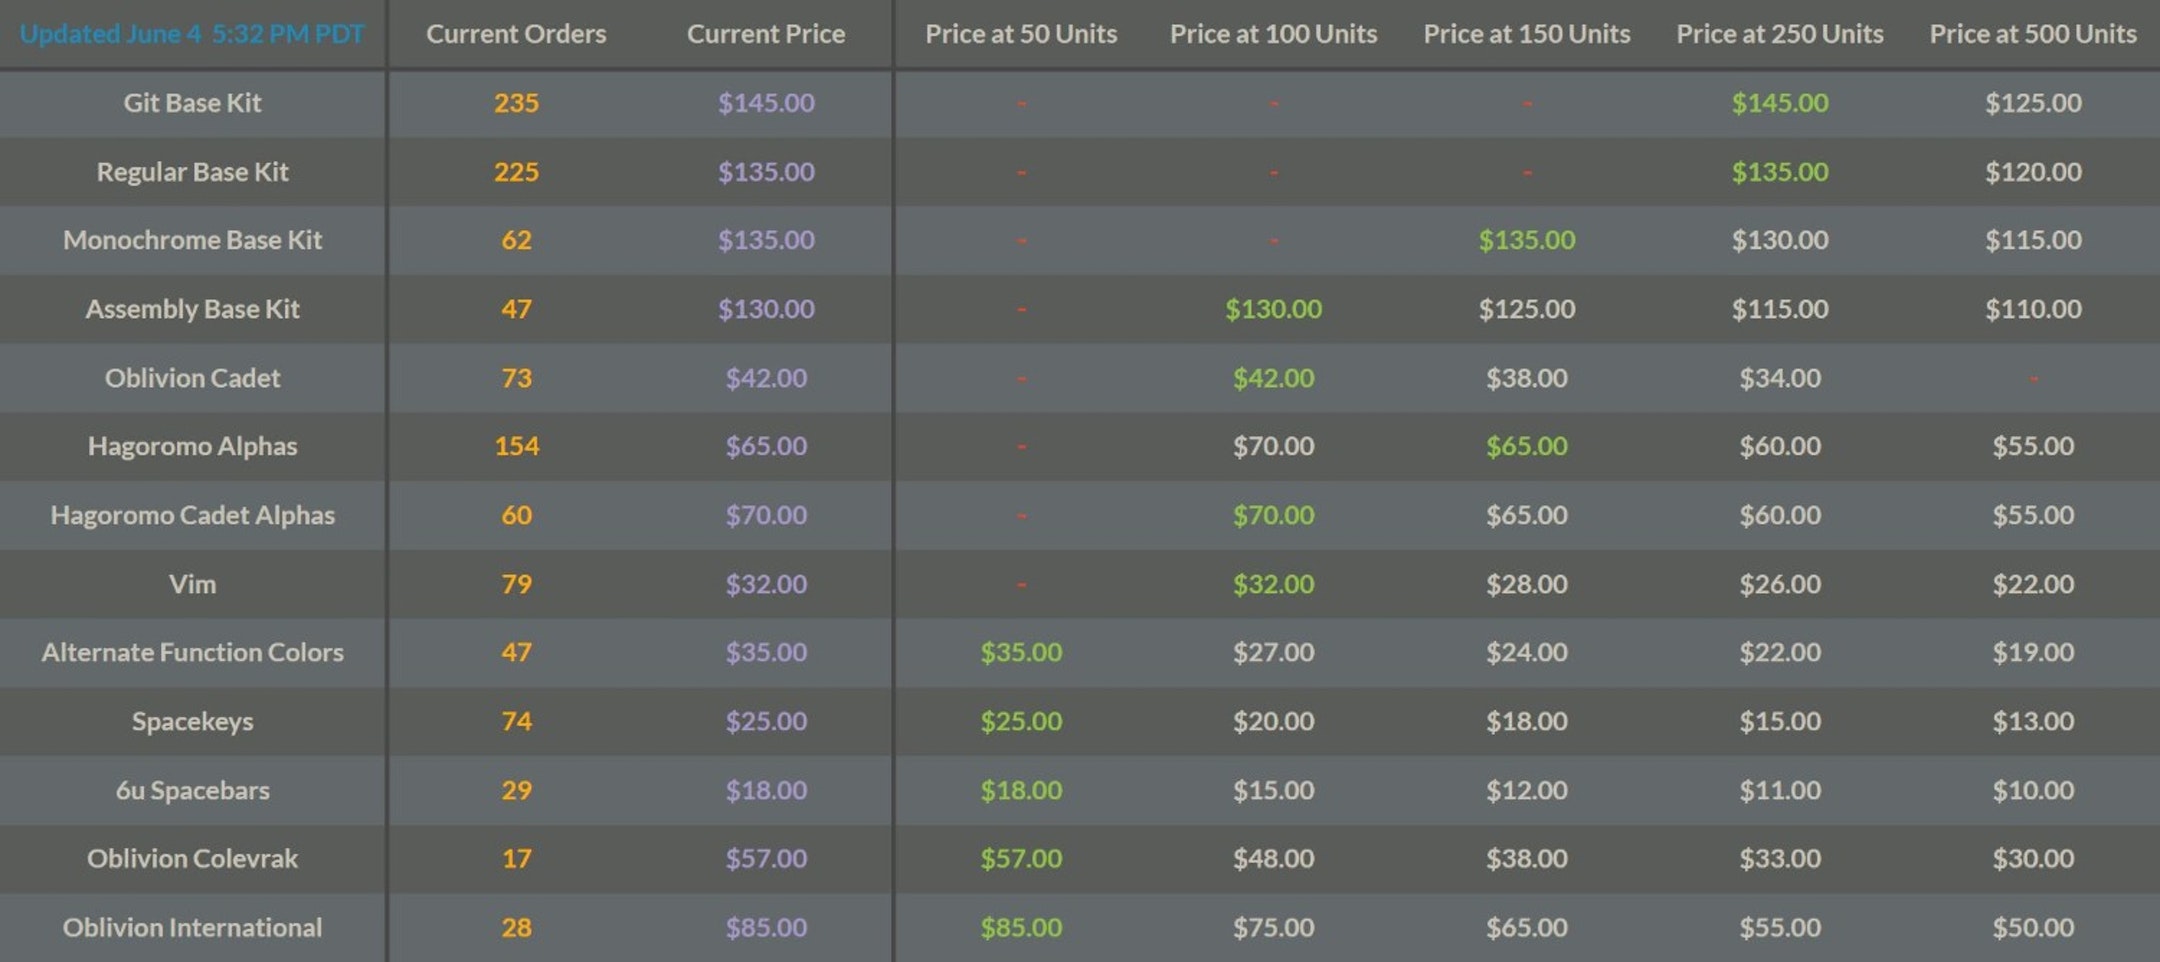 Updated June 4 5:32 PM PDT Current Orders Current Price Price at 50 Units Price at 100 Units Price at 150 Units Price at 250 Units Price at 500 Units
Git Base Kit 235 $145.00 - - - $145.00 $125.00
Regular Base Kit 225 $135.00 - - - $135.00 $120.00
Monochrome Base Kit 62 $135.00 - - $135.00 $130.00 $115.00
Assembly Base Kit 47 $130.00 - $130.00 $125.00 $115.00 $110.00
Oblivion Cadet 73 $42.00 - $42.00 $38.00 $34.00 -
Hagoromo Alphas 154 $65.00 - $70.00 $65.00 $60.00 $55.00
Hagoromo Cadet Alphas 60 $70.00 - $70.00 $65.00 $60.00 $55.00
Vim 79 $32.00 - $32.00 $28.00 $26.00 $22.00
Alternate Function Colors 47 $35.00 $35.00 $27.00 $24.00 $22.00 $19.00
Spacekeys 74 $25.00 $25.00 $20.00 $18.00 $15.00 $13.00
6u Spacebars 29 $18.00 $18.00 $15.00 $12.00 $11.00 $10.00
Oblivion Colevrak 17 $57.00 $57.00 $48.00 $38.00 $33.00 $30.00
Oblivion International 28 $85.00 $85.00 $75.00 $65.00 $55.00 $50.00